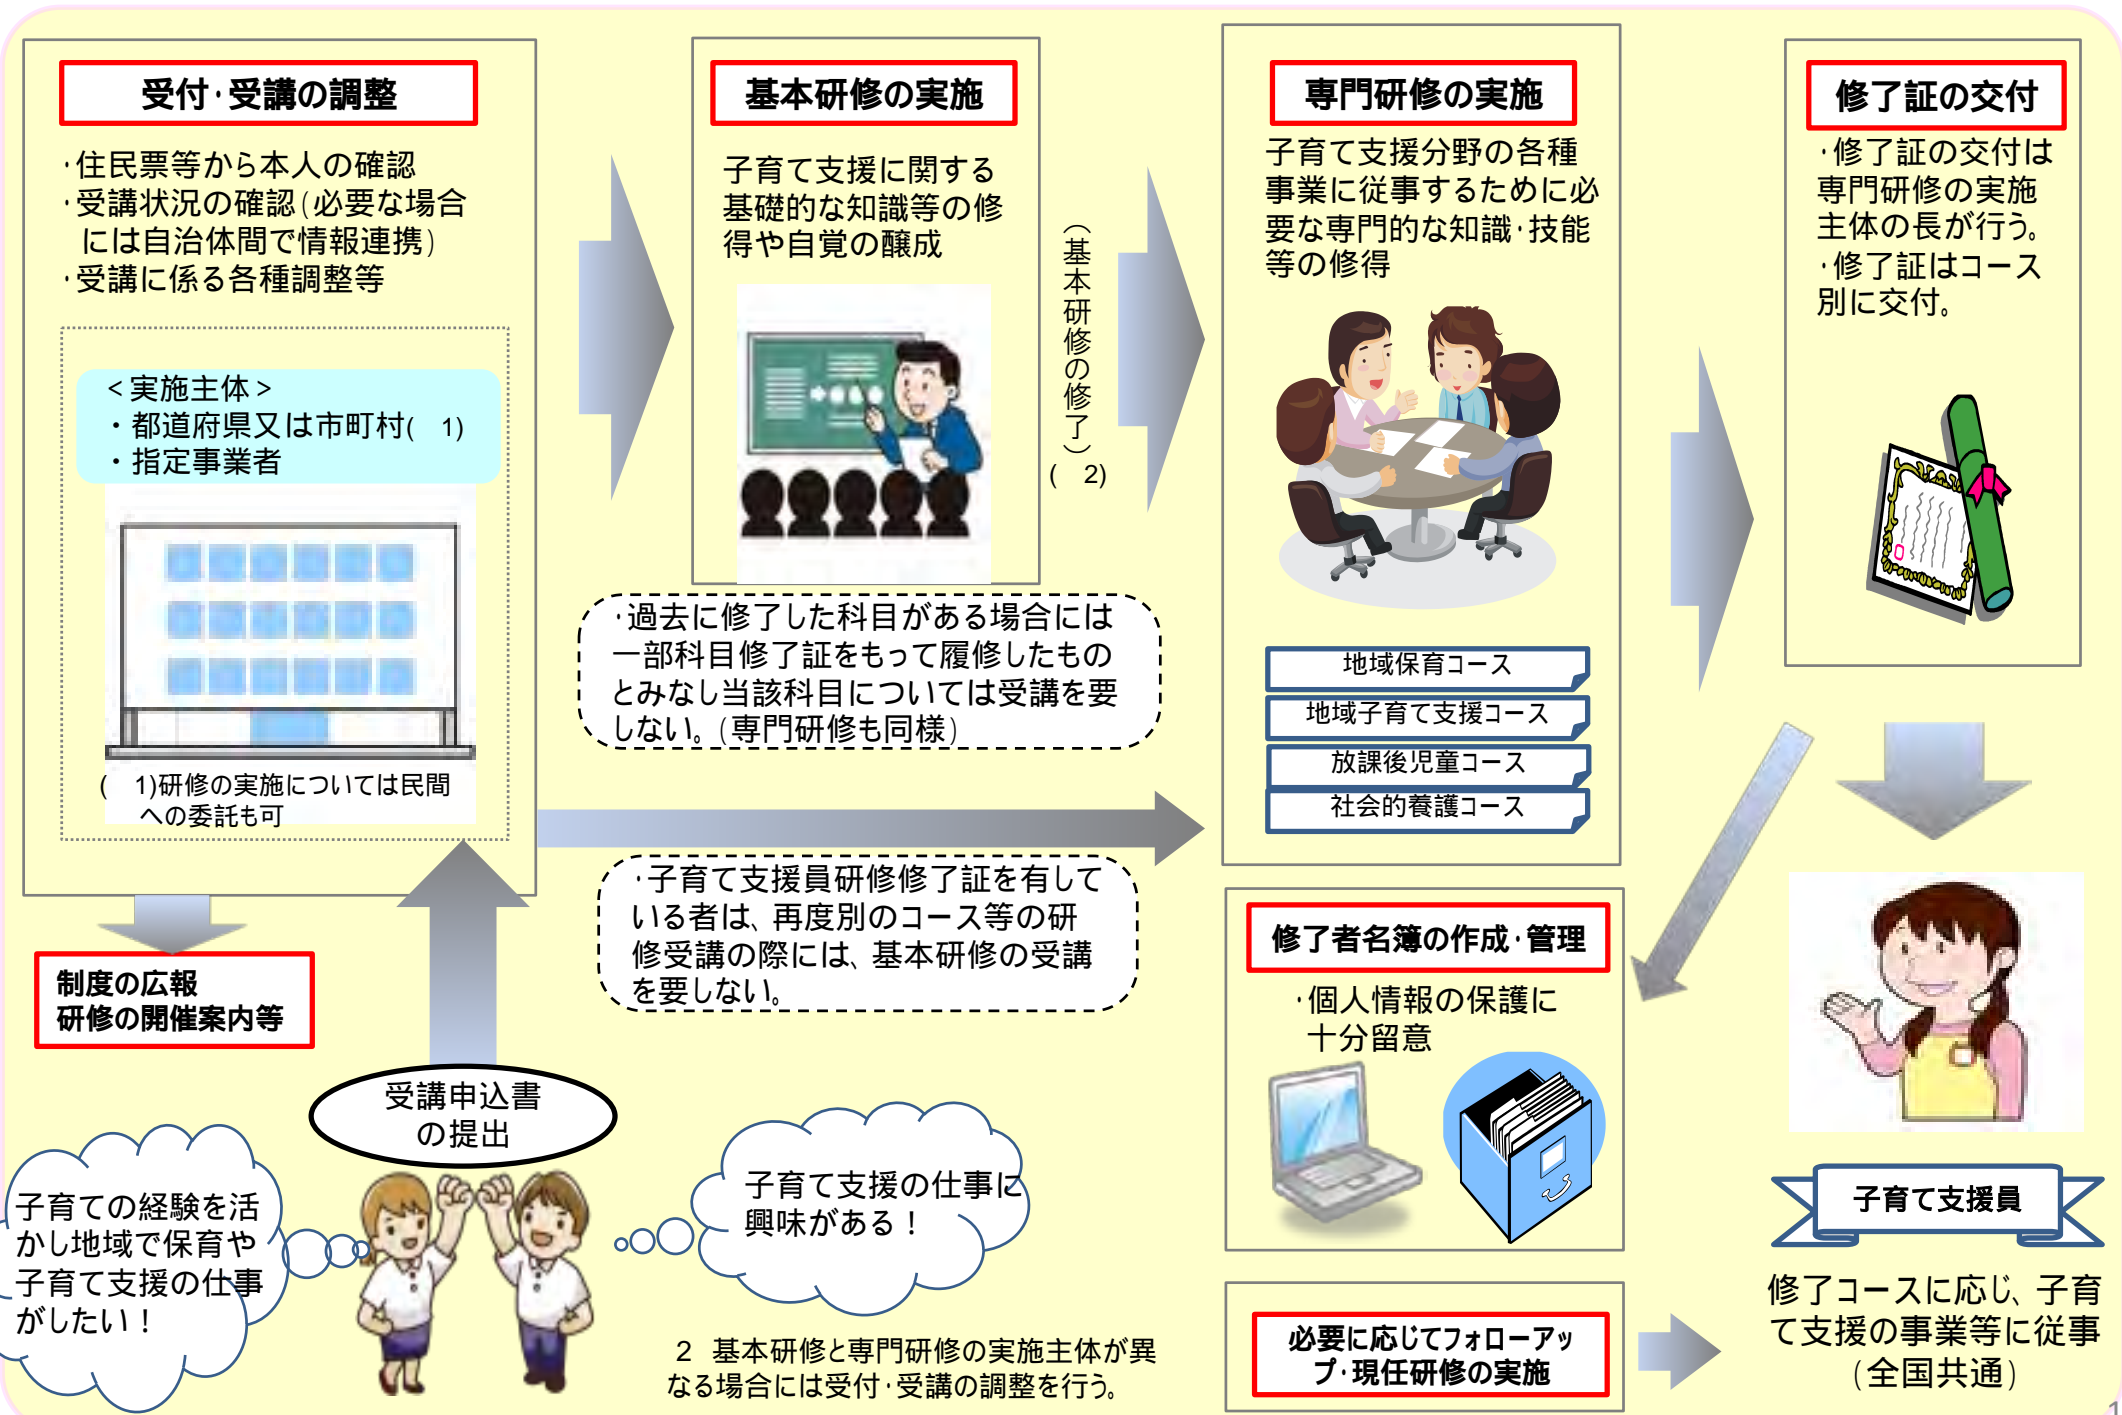 受付･受講の調整
･住民票等から本人の確認
･受講状況の確認(必要な場合
には自治体間で情報連携)
･受講に係る各種調整等
<実施主体>
・都道府県又は市町村(　1)
・指定事業者
(　1)研修の実施については民間
への委託も可
制度の広報
研修の開催案内等
受講申込書
の提出
子育ての経験を活
かし地域で保育や
子育て支援の仕事
がしたい！
子育て支援の仕事に
興味がある！
基本研修の実施
子育て支援に関する
基礎的な知識等の修
得や自覚の醸成
(基本研修の修了)
(　2)
･過去に修了した科目がある場合には
一部科目修了証をもって履修したもの
とみなし当該科目については受講を要
しない。(専門研修も同様)
･子育て支援員研修修了証を有して
いる者は、再度別のコース等の研
修受講の際には、基本研修の受講
を要しない。
2　基本研修と専門研修の実施主体が異
なる場合には受付･受講の調整を行う。
専門研修の実施
子育て支援分野の各種
事業に従事するために必
要な専門的な知識･技能
等の修得
地域保育コース
地域子育て支援コース
放課後児童コース
社会的養護コース
修了証の交付
･修了証の交付は
専門研修の実施
主体の長が行う。
･修了証はコース
別に交付。
修了者名簿の作成･管理
･個人情報の保護に
十分留意
必要に応じてフォローアッ
プ･現任研修の実施
子育て支援員
修了コースに応じ、子育
て支援の事業等に従事
(全国共通)